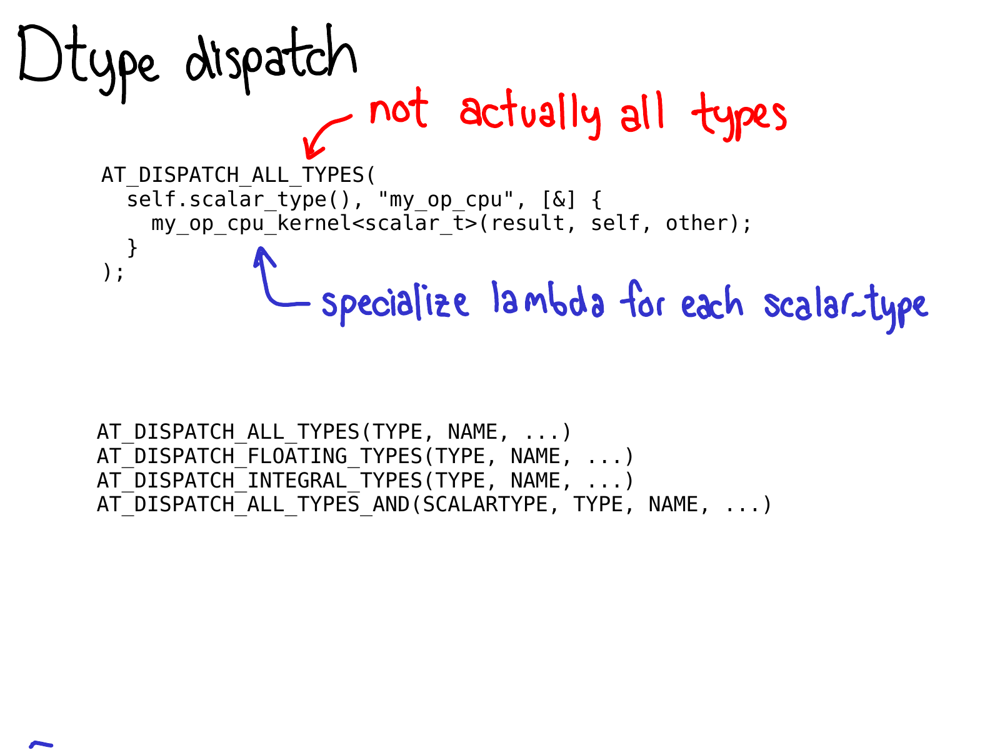 Dtype dispatch
not actually all types
AT_DISPATCH_ALL_TYPES(
  self.scalar_type(), "my_op_cpu", [&] {
    my_op_cpu_kernel<scalar_t>(result, self, other);
  }
);
specialize lambda for each scalar_type
AT_DISPATCH_ALL_TYPES(TYPE, NAME, ...)
AT_DISPATCH_FLOATING_TYPES(TYPE, NAME, ...)
AT_DISPATCH_INTEGRAL_TYPES(TYPE, NAME, ...)
AT_DISPATCH_ALL_TYPES_AND(SCALARTYPE, TYPE, NAME, ...)